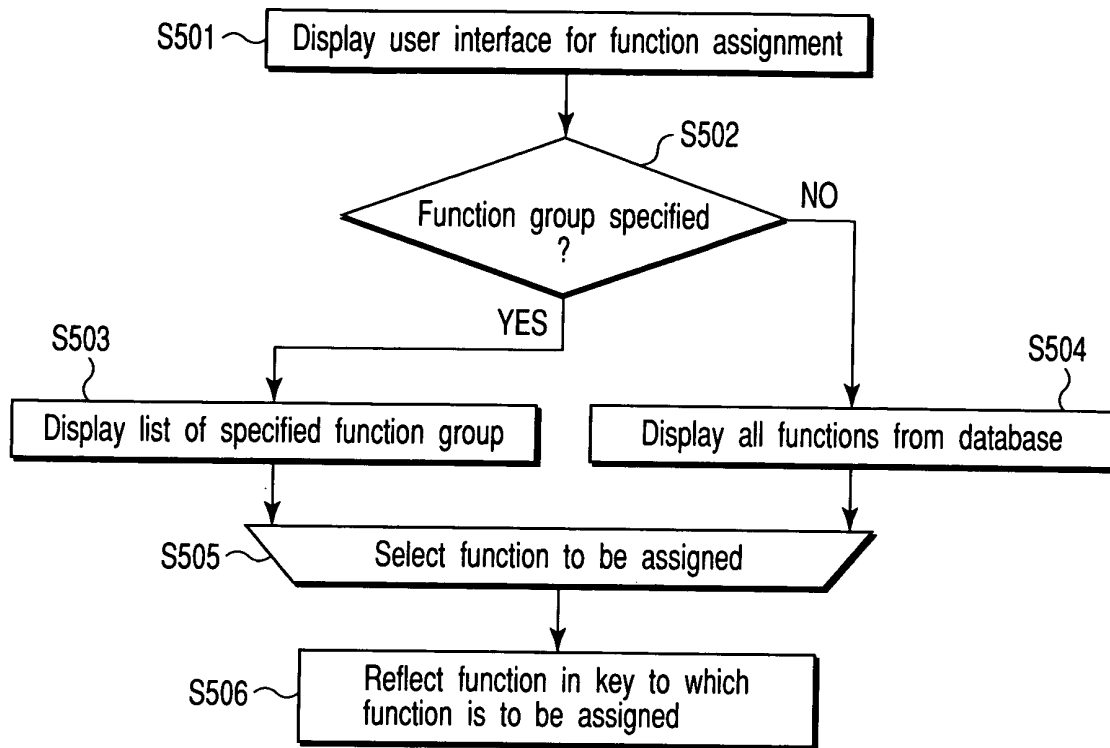 S501
Display user interface for function assignment
S502
Function group specified
?
NO
YES
S503
S504
Display list of specified function group
Display all functions from database
S505
Select function to be assigned
S506
Reflect function in key to which
function is to be assigned